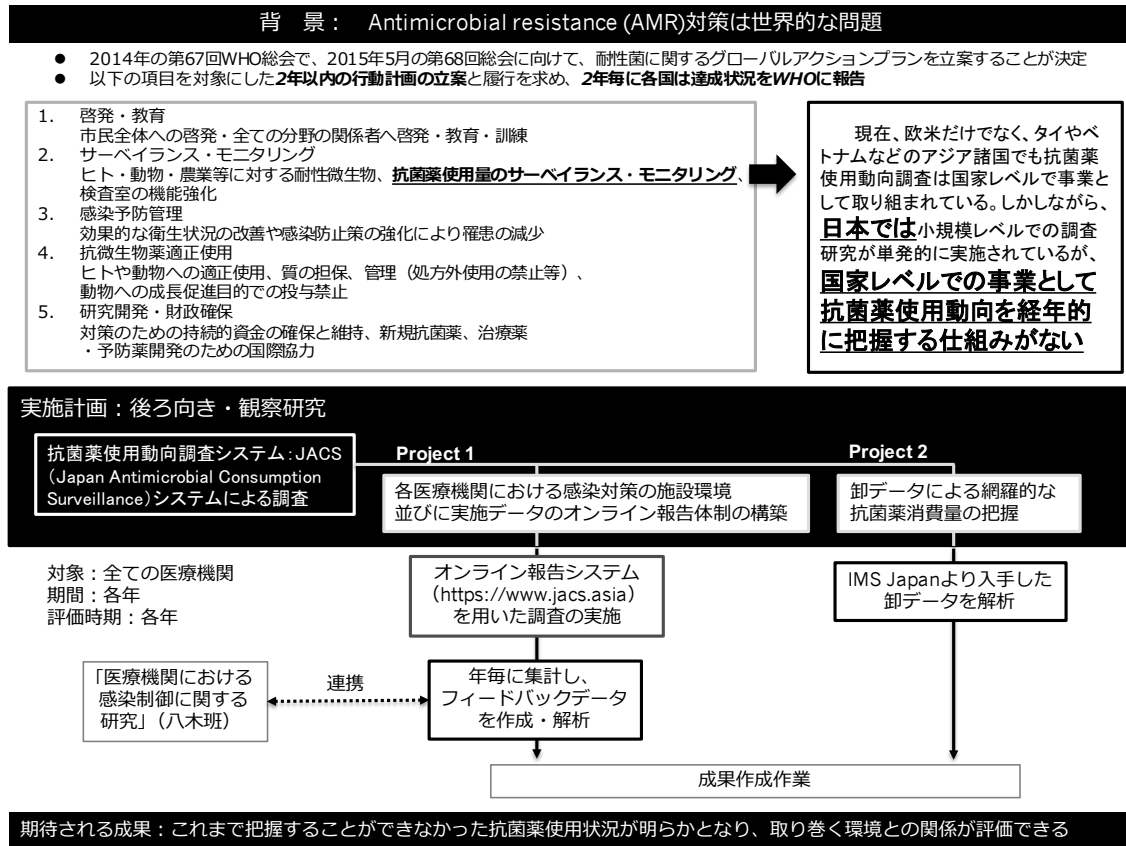 背　景：　Antimicrobial resistance (AMR)対策は世界的な問題
● 2014年の第67回WHO総会で、2015年5月の第68回総会に向けて、耐性菌に関するグローバルアクションプランを立案することが決定
● 以下の項目を対象にした2年以内の行動計画の立案と履行を求め、2年毎に各国は達成状況をWHOに報告
1. 啓発・教育
市民全体への啓発・全ての分野の関係者へ啓発・教育・訓練
2. サーベイランス・モニタリング
ヒト・動物・農業等に対する耐性微生物、抗菌薬使用量のサーベイランス・モニタリング、
検査室の機能強化
3. 感染予防管理
効果的な衛生状況の改善や感染防止策の強化により罹患の減少
4. 抗微生物薬適正使用
ヒトや動物への適正使用、質の担保、管理（処方外使用の禁止等）、
動物への成長促進目的での投与禁止
5. 研究開発・財政確保
対策のための持続的資金の確保と維持、新規抗菌薬、治療薬
・予防薬開発のための国際協力
現在、欧米だけでなく、タイやベ
トナムなどのアジア諸国でも抗菌薬
使用動向調査は国家レベルで事業と
して取り組まれている。しかしながら、
日本では小規模レベルでの調査
研究が単発的に実施されているが、
国家レベルでの事業として
抗菌薬使用動向を経年的
に把握する仕組みがない
実施計画：後ろ向き・観察研究
抗菌薬使用動向調査システム：JACS
（Japan Antimicrobial Consumption
Surveillance）システムによる調査
Project 1
各医療機関における感染対策の施設環境
並びに実施データのオンライン報告体制の構築
Project 2
卸データによる網羅的な
抗菌薬消費量の把握
対象：全ての医療機関
期間：各年
評価時期：各年
オンライン報告システム
（https://www.jacs.asia）
を用いた調査の実施
IMS Japanより入手した
卸データを解析
「医療機関における
感染制御に関する
研究」（八木班）
連携
年毎に集計し、
フィードバックデータ
を作成・解析
成果作成作業
期待される成果：これまで把握することができなかった抗菌薬使用状況が明らかとなり、取り巻く環境との関係が評価できる